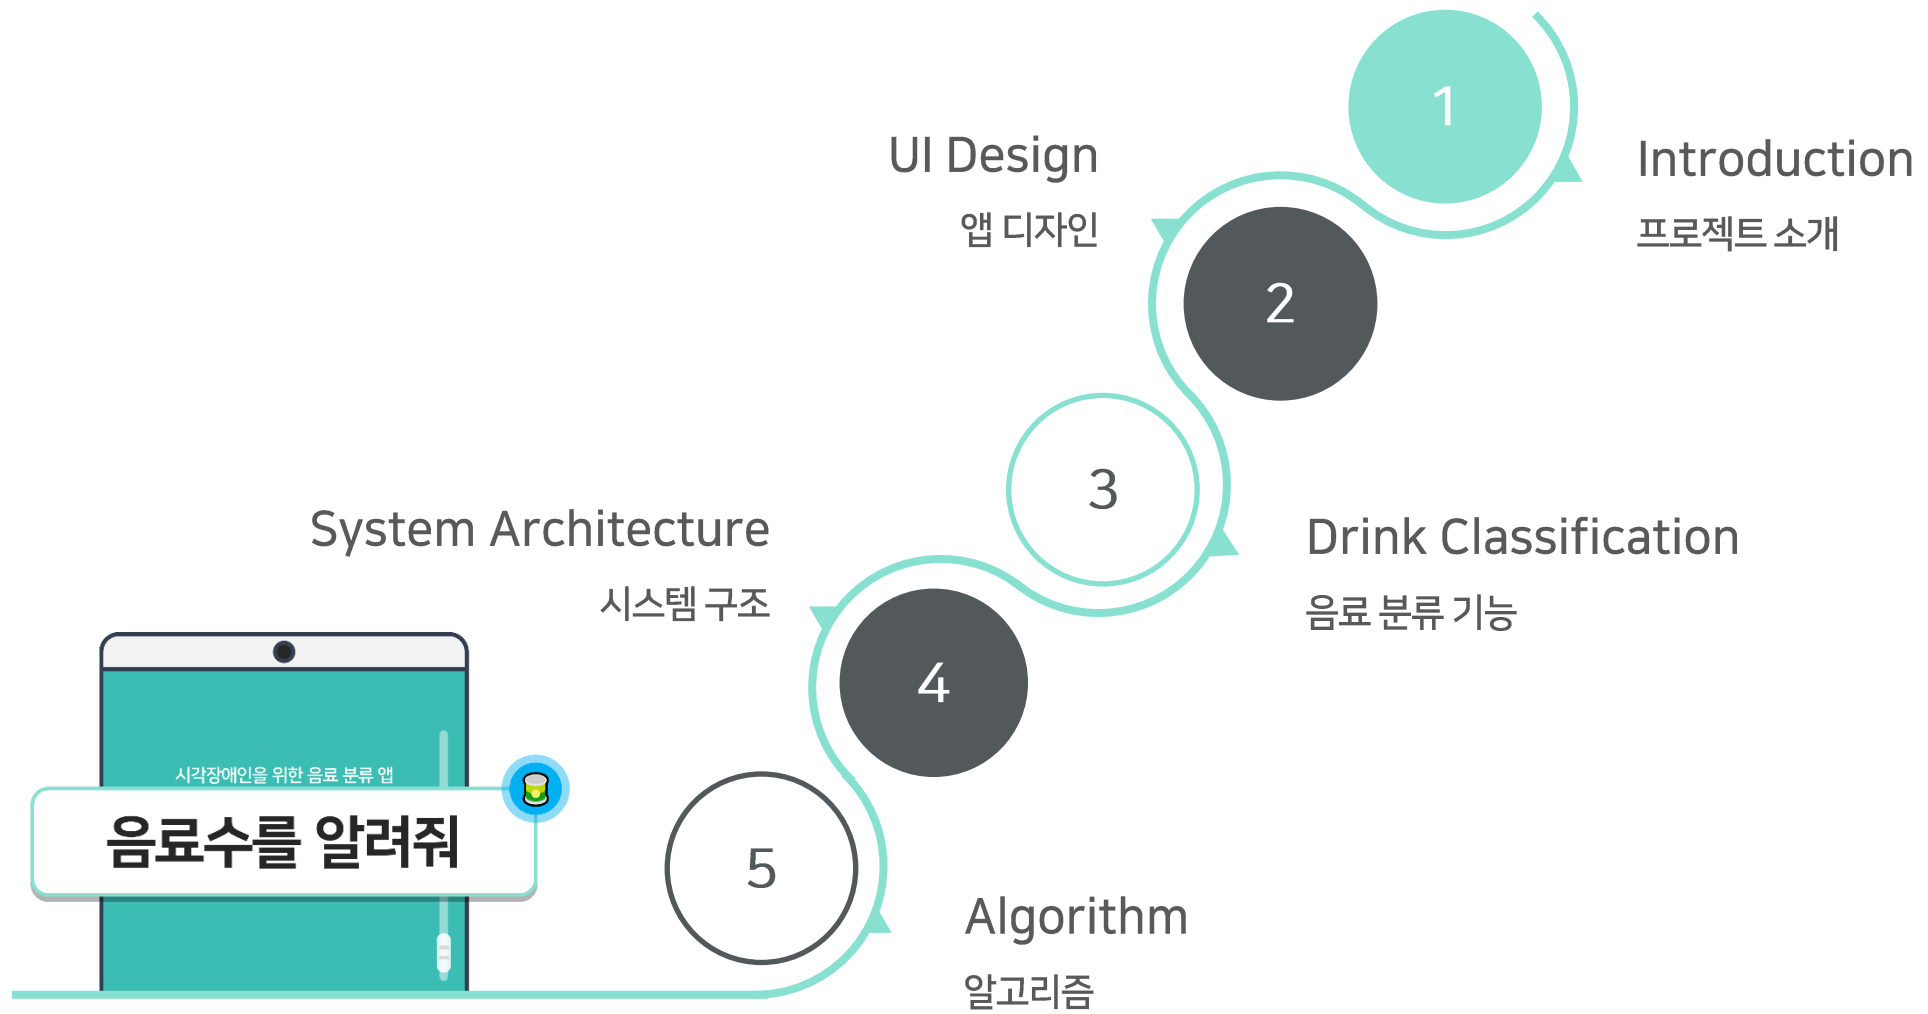 1
Introduction
프로젝트 소개
UI Design
앱 디자인
2
3
Drink Classification
음료 분류 기능
System Architecture
시스템 구조
4
5
Algorithm
알고리즘
시각장애인을 위한 음료 분류 앱
음료수를 알려줘